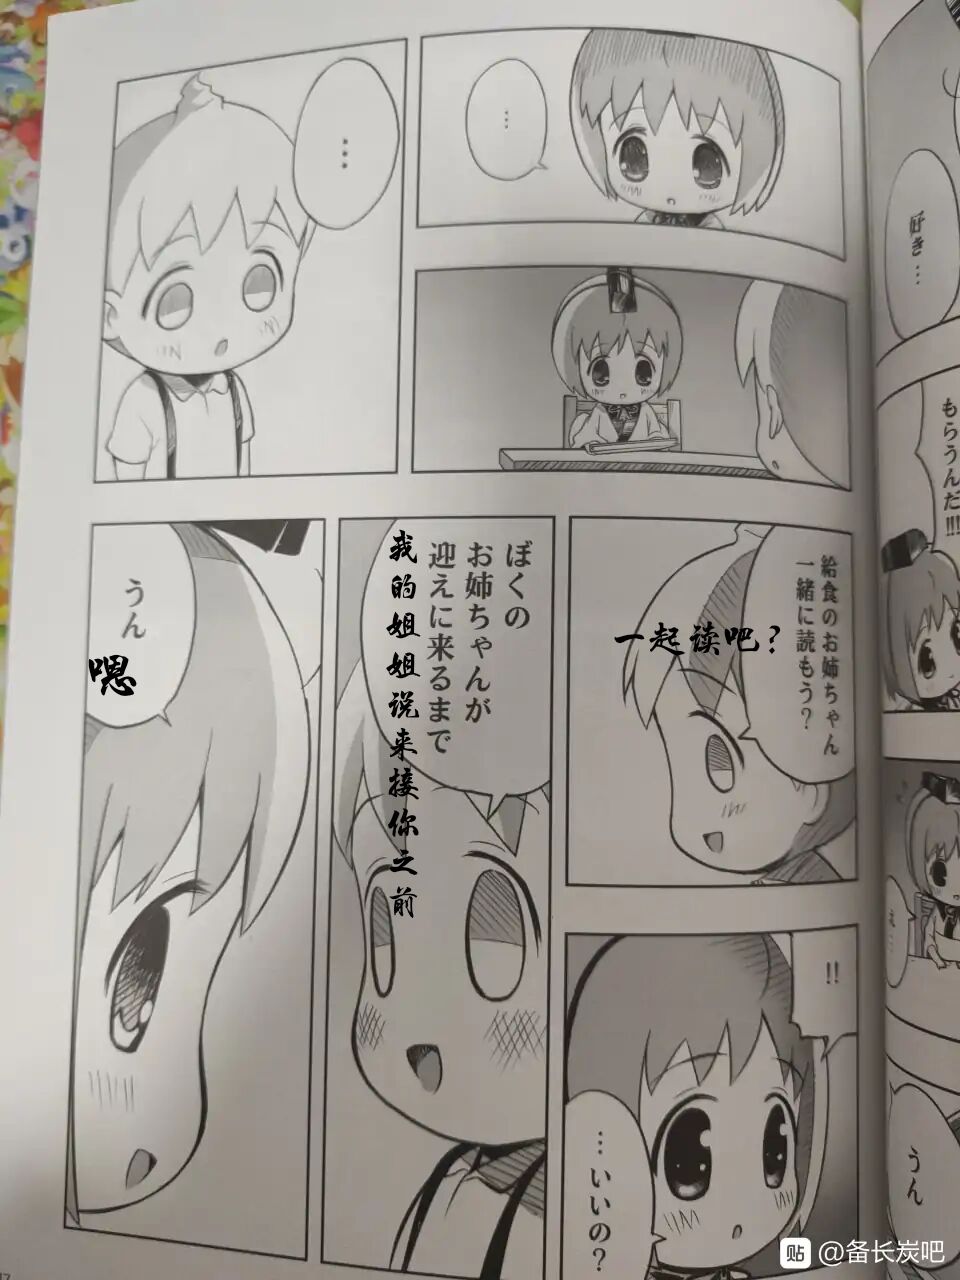 …
…
給食のお姉ちゃん
一緒に読もう？
一起读吧？
!!
…いいの？
ぼくの
お姉ちゃんが
迎えに来るまで
我的姐姐说来接你之前
うん
嗯
好き…
もらうんだ!!!
え…
うん
@备长炭吧
贴